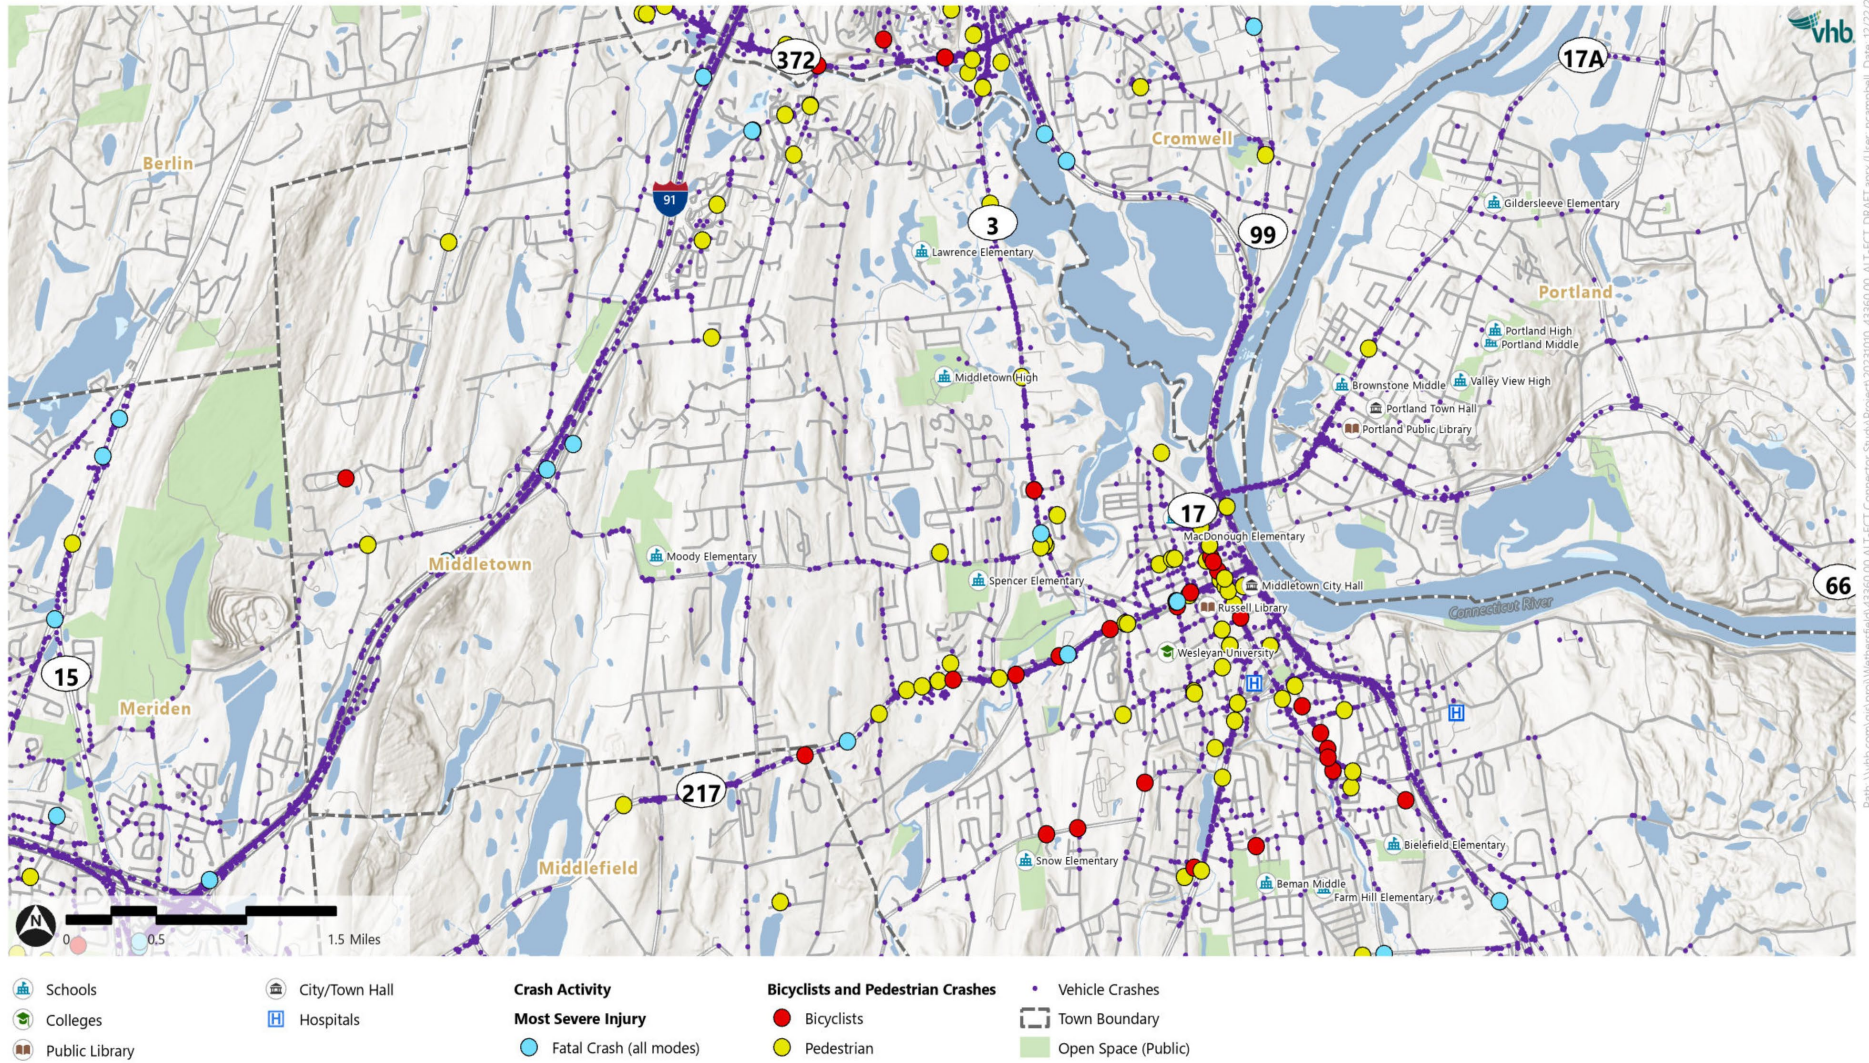 vhb
372
17A
Cromwell
Berlin
91
Gildersleeve Elementary
3
99
Lawrence Elementary
Portland
Portland High
Portland Middle
Middletown High
Brownstone Middle
Valley View High
Portland Town Hall
Portland Public Library
17
MacDonough Elementary
Moody Elementary
Middletown
Spencer Elementary
Middletown City Hall
66
Russell Library
Connecticut River
Wesleyan University
15
H
Meriden
H
217
Bielefield Elementary
Snow Elementary
Middlefield
Beman Middle
Farm Hill Elementary
N
0 0.5 1 1.5 Miles
Schools
City/Town Hall
Crash Activity
Bicyclists and Pedestrian Crashes
Vehicle Crashes
Colleges
H Hospitals
Most Severe Injury
Bicyclists
Town Boundary
Public Library
Fatal Crash (all modes)
Pedestrian
Open Space (Public)